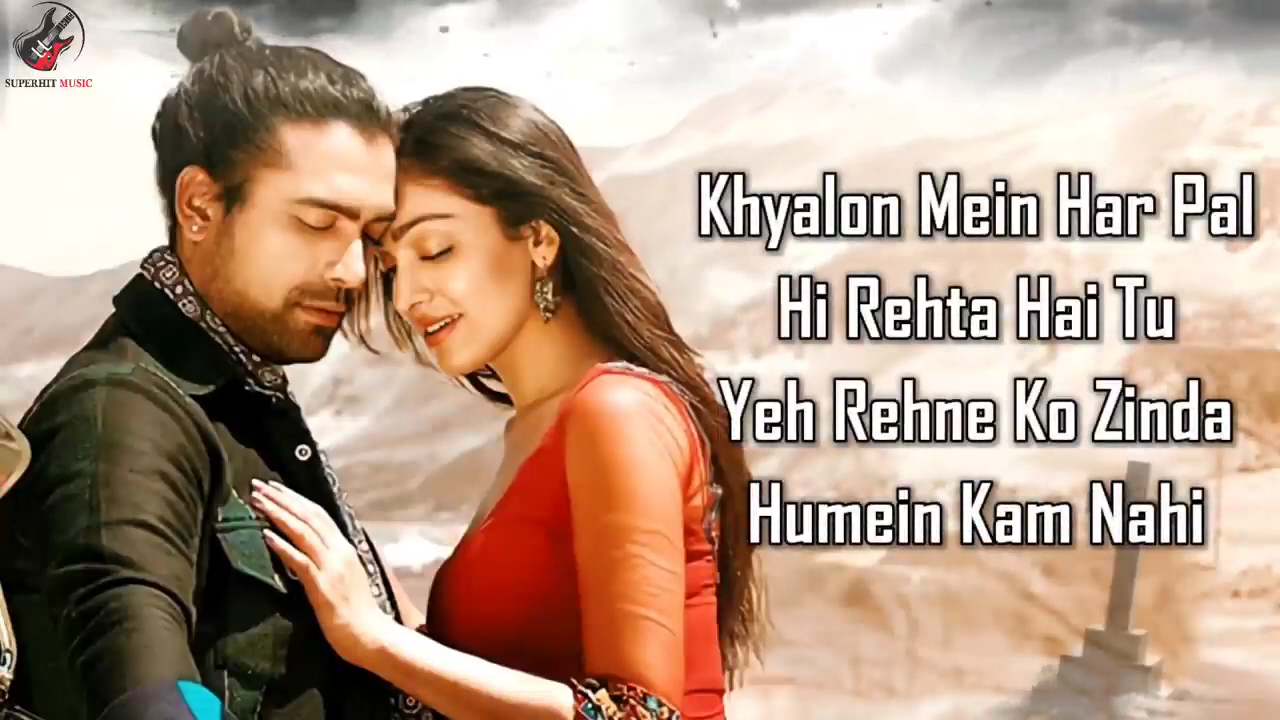 SUPERHIT MUSIC
Khyalon Mein Har Pal
Hi Rehta Hai Tu
Yeh Rehne Ko Zinda
Humein Kam Nahi